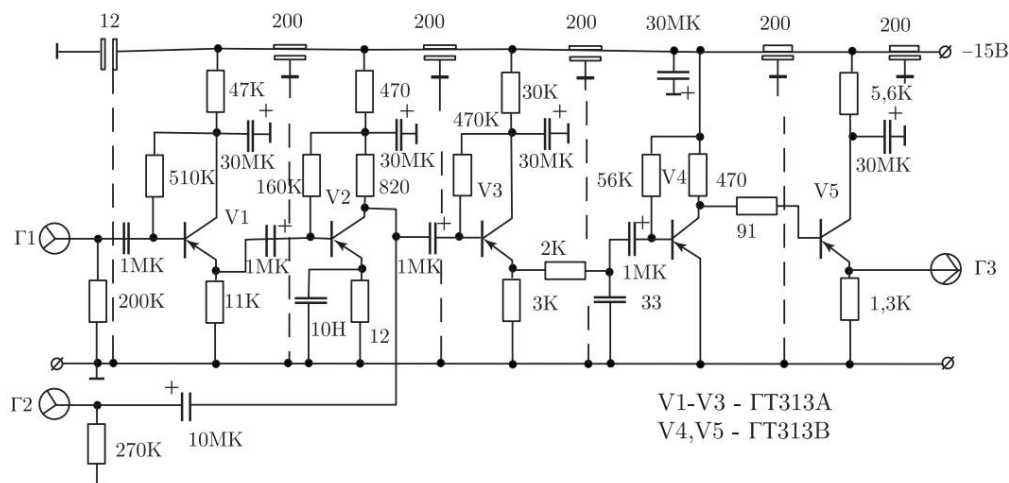 12
200
200
200
30МК
200
200
–15В
47К
470
30К
5,6К
470К
30МК
30МК
30МК
30МК
510К
160К
V2
820
V3
56К
V4
470
V5
Г1
V1
91
1МК
1МК
1МК
2К
1МК
Г3
200К
11К
10Н
12
3К
33
1,3К
Г2
10МК
270К
V1-V3 - ГТ313А
V4,V5 - ГТ313В